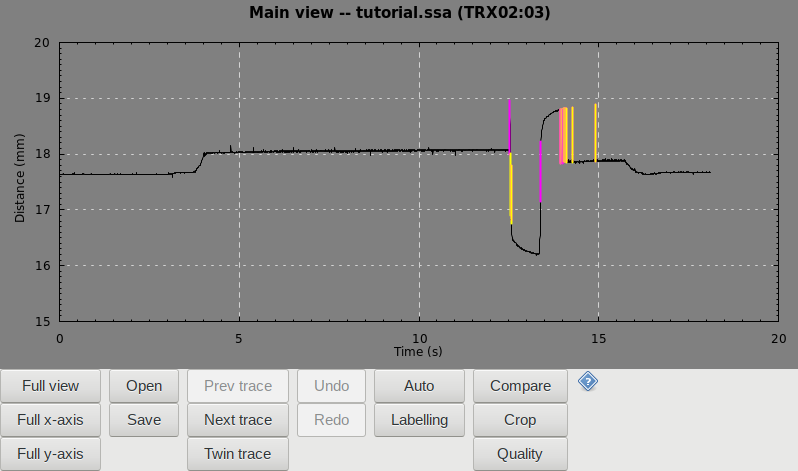 Main view -- tutorial.ssa (TRX02:03)
20
19
18
17
16
15
Distance (mm)
0 5 10 15 20
Time (s)
Full view Open Prev trace Undo Auto Compare ?
Full x-axis Save Next trace Redo Labelling Crop
Full y-axis Twin trace Quality